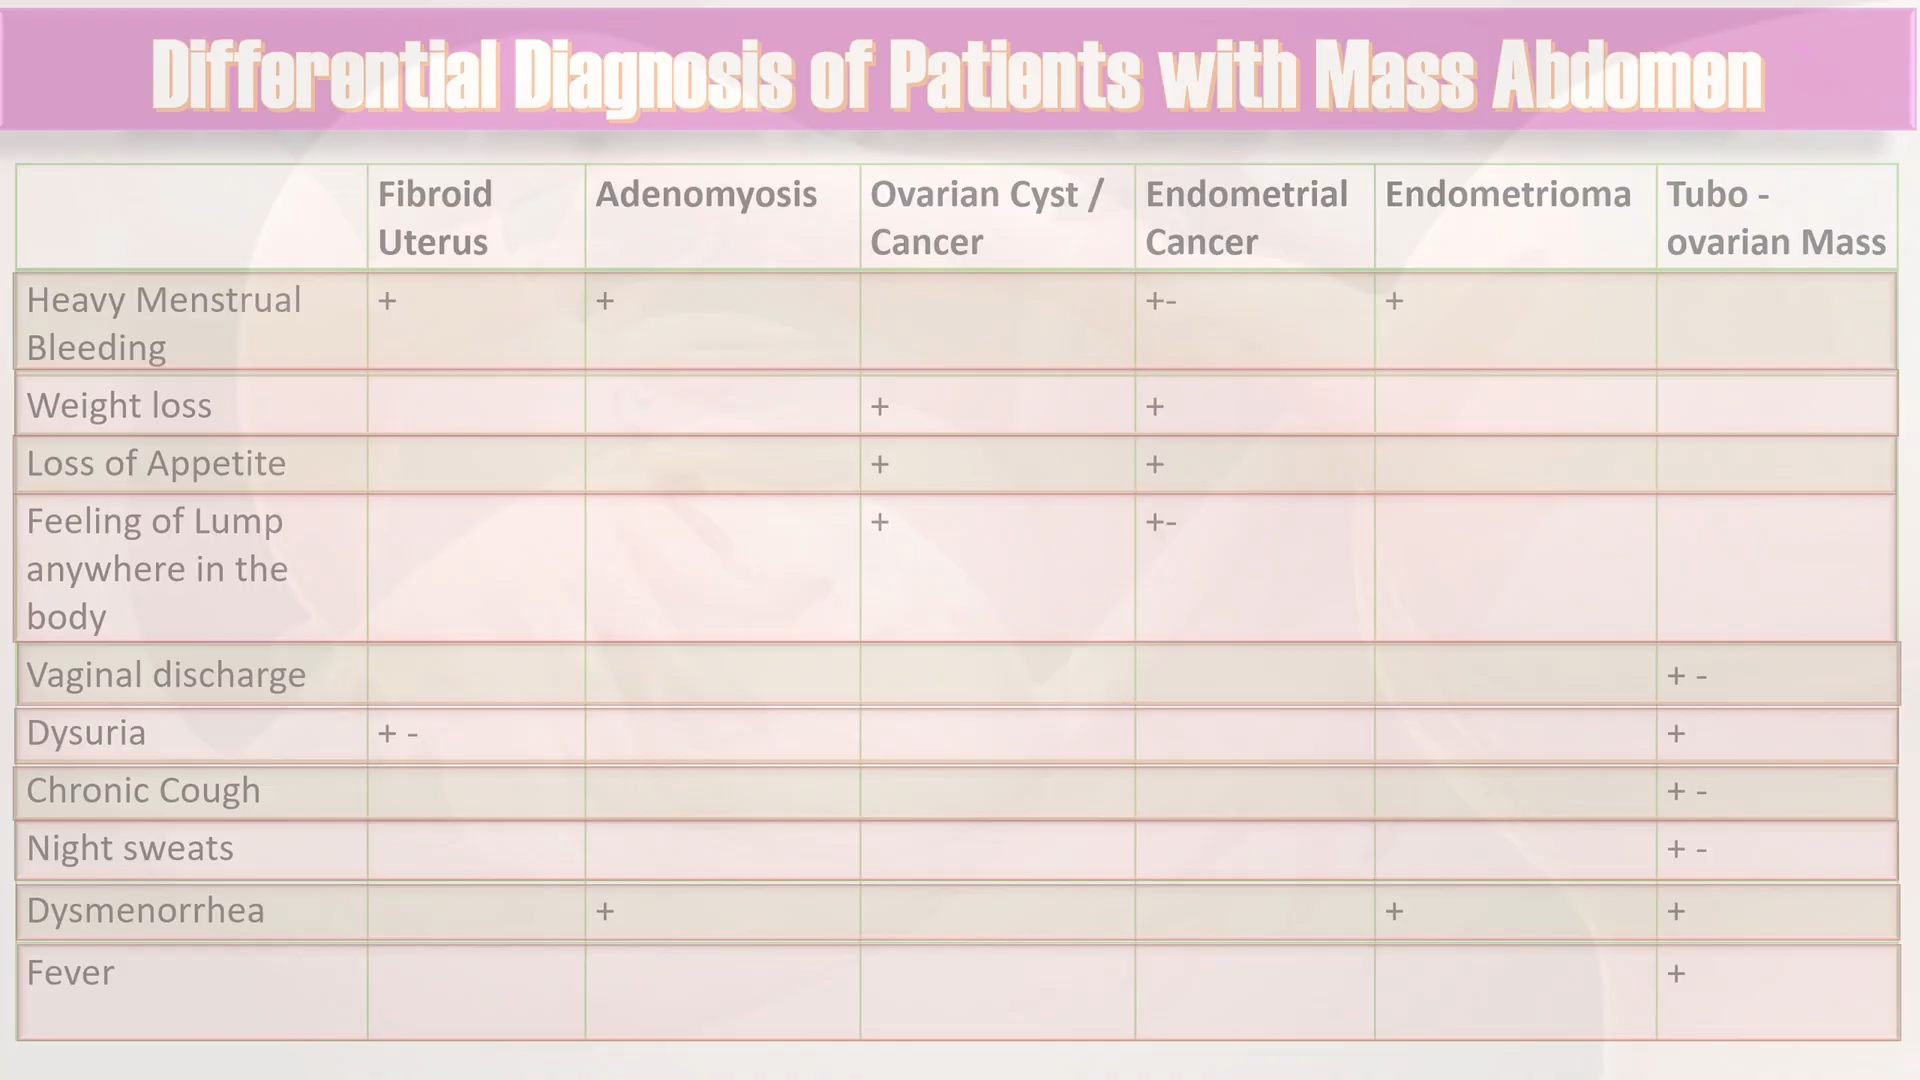 Differential Diagnosis of Patients with Mass Abdomen
Fibroid Uterus Adenomyosis Ovarian Cyst / Cancer Endometrial Cancer Endometrioma Tubo - ovarian Mass
Heavy Menstrual Bleeding + + +- +
Weight loss + +
Loss of Appetite + +
Feeling of Lump anywhere in the body + +-
Vaginal discharge + -
Dysuria + - +
Chronic Cough + -
Night sweats + -
Dysmenorrhea + + +
Fever +